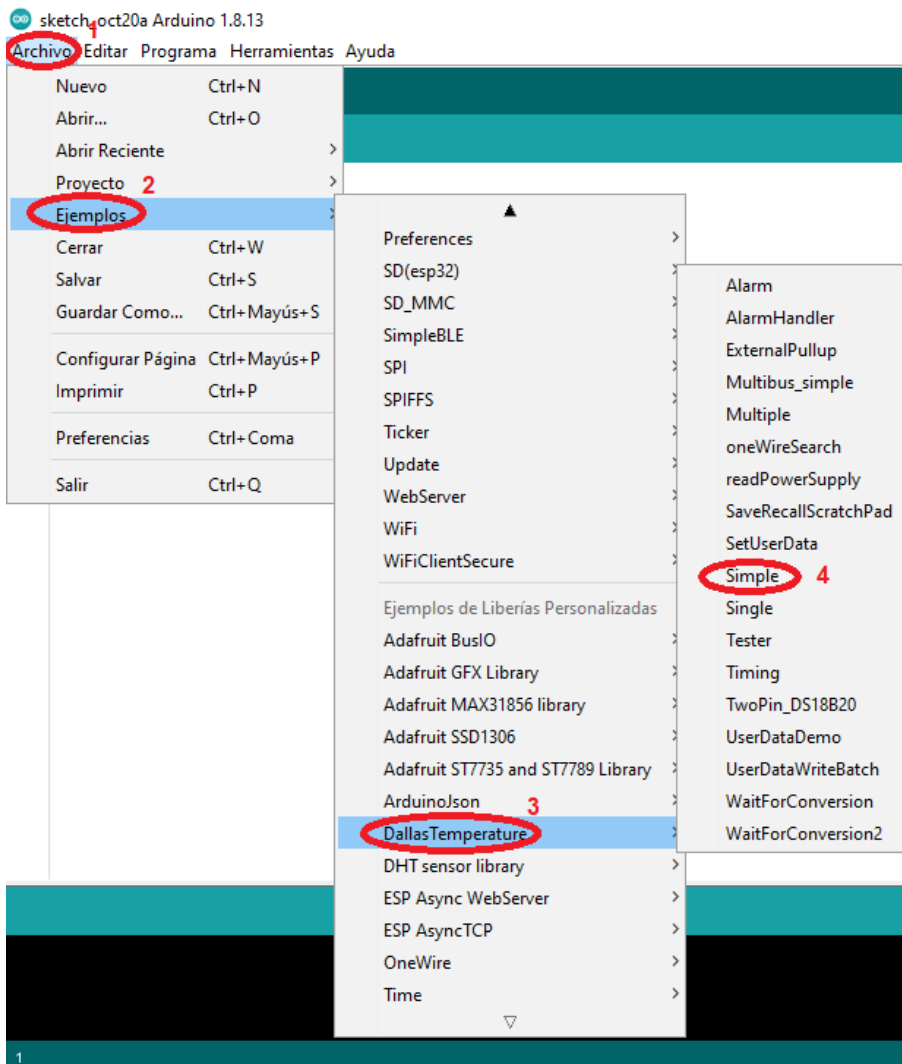 sketch_oct20a Arduino 1.8.13
1
Archivo Editar Programa Herramientas Ayuda
Nuevo Ctrl+N
Abrir... Ctrl+O
Abrir Reciente
Proyecto 2
Ejemplos
Cerrar Ctrl+W
Salvar Ctrl+S
Guardar Como... Ctrl+Mayús+S
Configurar Página Ctrl+Mayús+P
Imprimir Ctrl+P
Preferencias Ctrl+Coma
Salir Ctrl+Q
Preferences
SD(esp32)
SD_MMC
SimpleBLE
SPI
SPIFFS
Ticker
Update
WebServer
WiFi
WiFiClientSecure
Ejemplos de Liberías Personalizadas
Adafruit BusIO
Adafruit GFX Library
Adafruit MAX31856 library
Adafruit SSD1306
Adafruit ST7735 and ST7789 Library
ArduinoJson
3
DallasTemperature
DHT sensor library
ESP Async WebServer
ESP AsyncTCP
OneWire
Time
Alarm
AlarmHandler
ExternalPullup
Multibus_simple
Multiple
oneWireSearch
readPowerSupply
SaveRecallScratchPad
SetUserData
Simple 4
Single
Tester
Timing
TwoPin_DS18B20
UserDataDemo
UserDataWriteBatch
WaitForConversion
WaitForConversion2
1